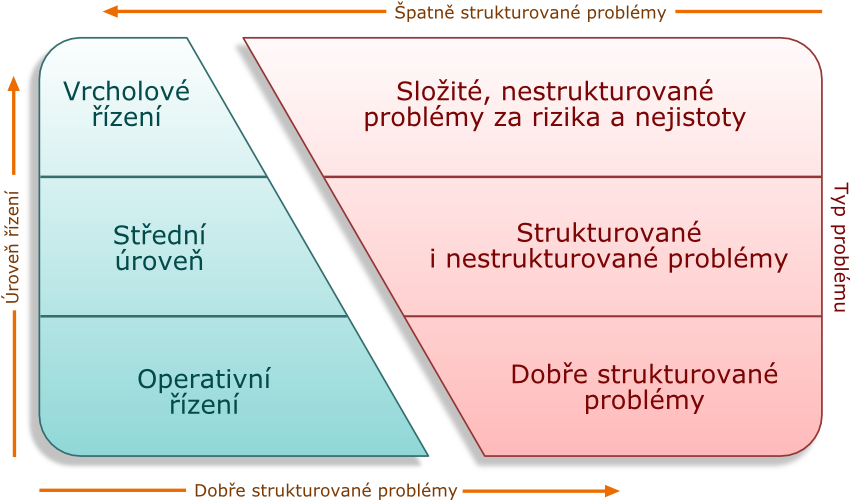 Špatně strukturované problémy
Vrcholové
řízení
Složité, nestrukturované
problémy za rizika a nejistoty
Úroveň řízení
Střední
úroveň
Strukturované
i nestrukturované problémy
Typ problému
Operativní
řízení
Dobře strukturované
problémy
Dobře strukturované problémy